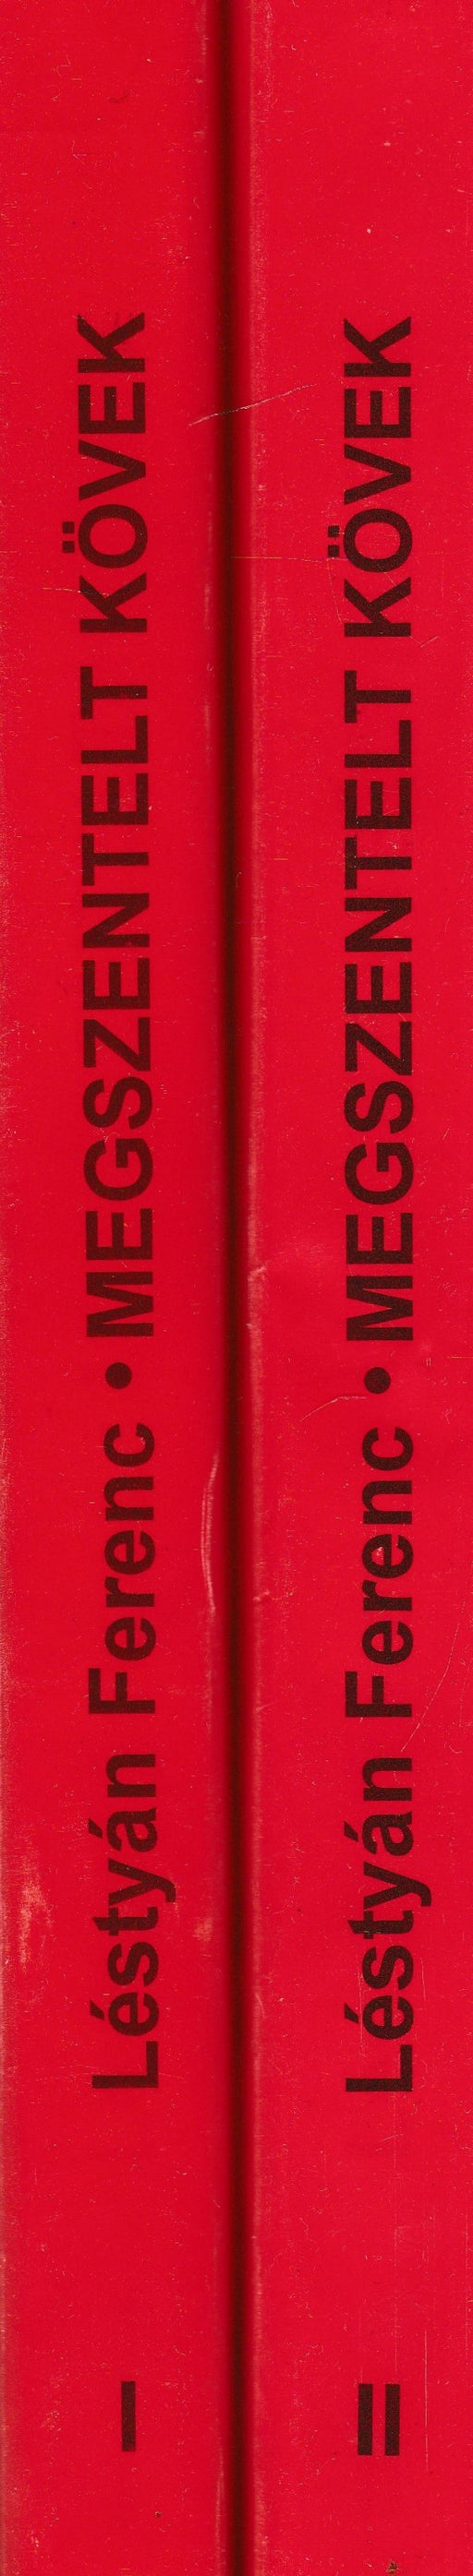 I Léstyán Ferenc • MEGSZENTELT KÖVEK
II Léstyán Ferenc • MEGSZENTELT KÖVEK